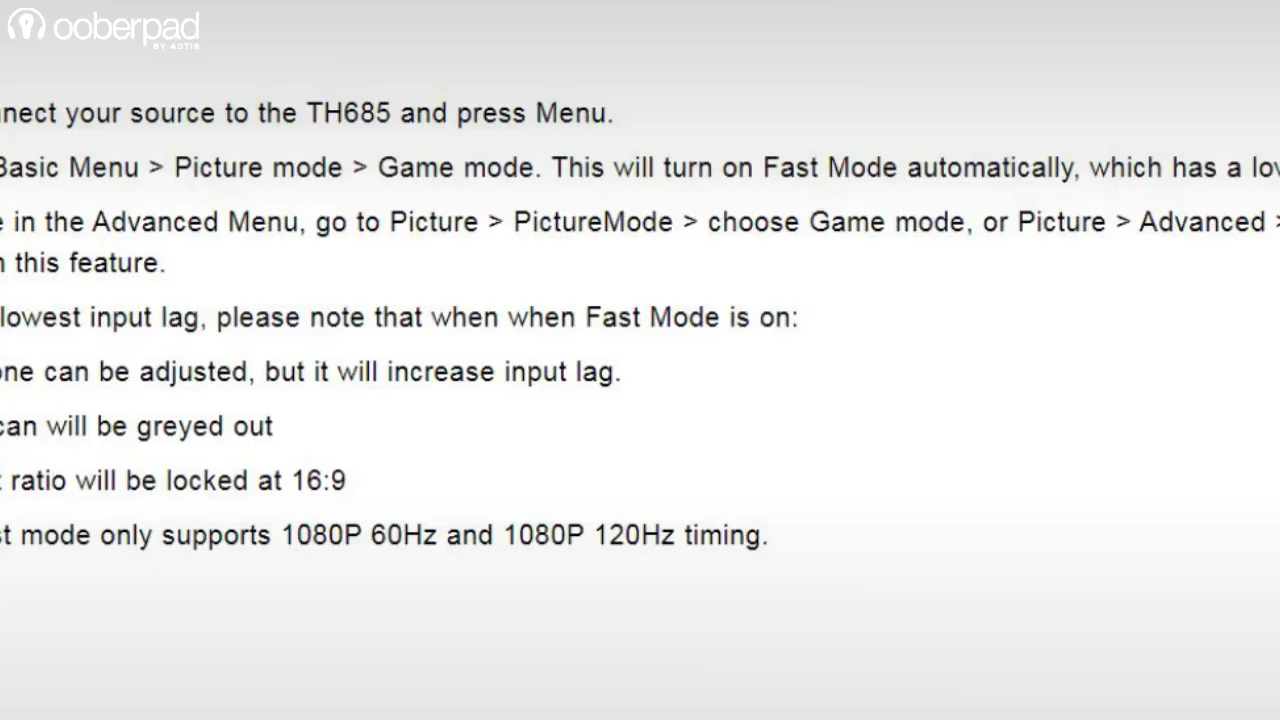 ooberpad
BY ADTIS
nnect your source to the TH685 and press Menu.
Basic Menu > Picture mode > Game mode. This will turn on Fast Mode automatically, which has a lov
e in the Advanced Menu, go to Picture > PictureMode > choose Game mode, or Picture > Advanced >
n this feature.
lowest input lag, please note that when when Fast Mode is on:
one can be adjusted, but it will increase input lag.
can will be greyed out
t ratio will be locked at 16:9
st mode only supports 1080P 60Hz and 1080P 120Hz timing.